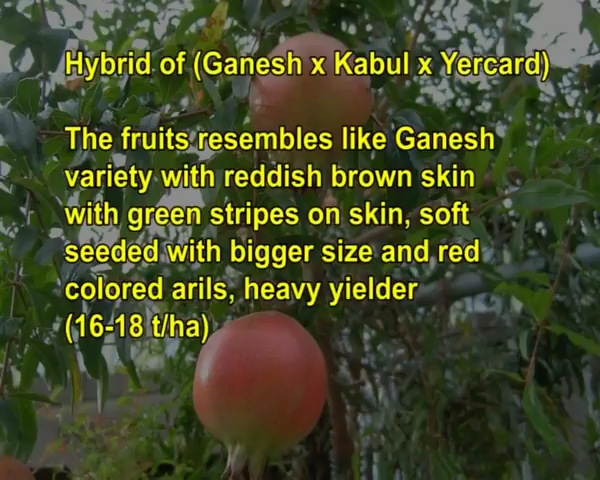 Hybrid of (Ganesh x Kabul x Yercard)
The fruits resembles like Ganesh
variety with reddish brown skin
with green stripes on skin, soft
seeded with bigger size and red
colored arils, heavy yielder
(16-18 t/ha)